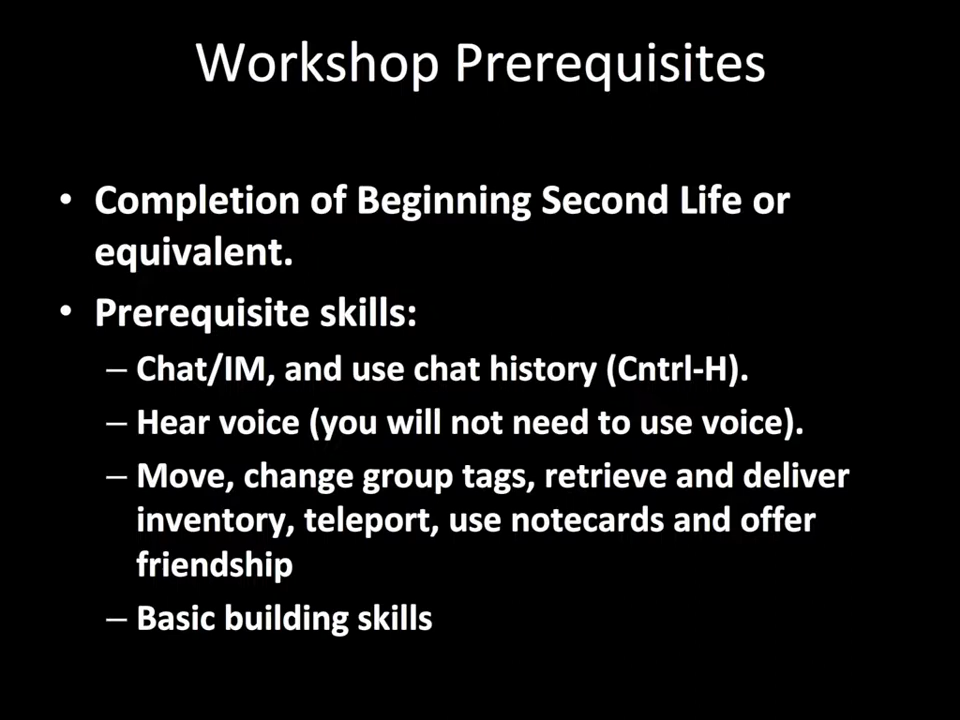 Workshop Prerequisites
• Completion of Beginning Second Life or
equivalent.
• Prerequisite skills:
– Chat/IM, and use chat history (Cntrl-H).
– Hear voice (you will not need to use voice).
– Move, change group tags, retrieve and deliver
inventory, teleport, use notecards and offer
friendship
– Basic building skills